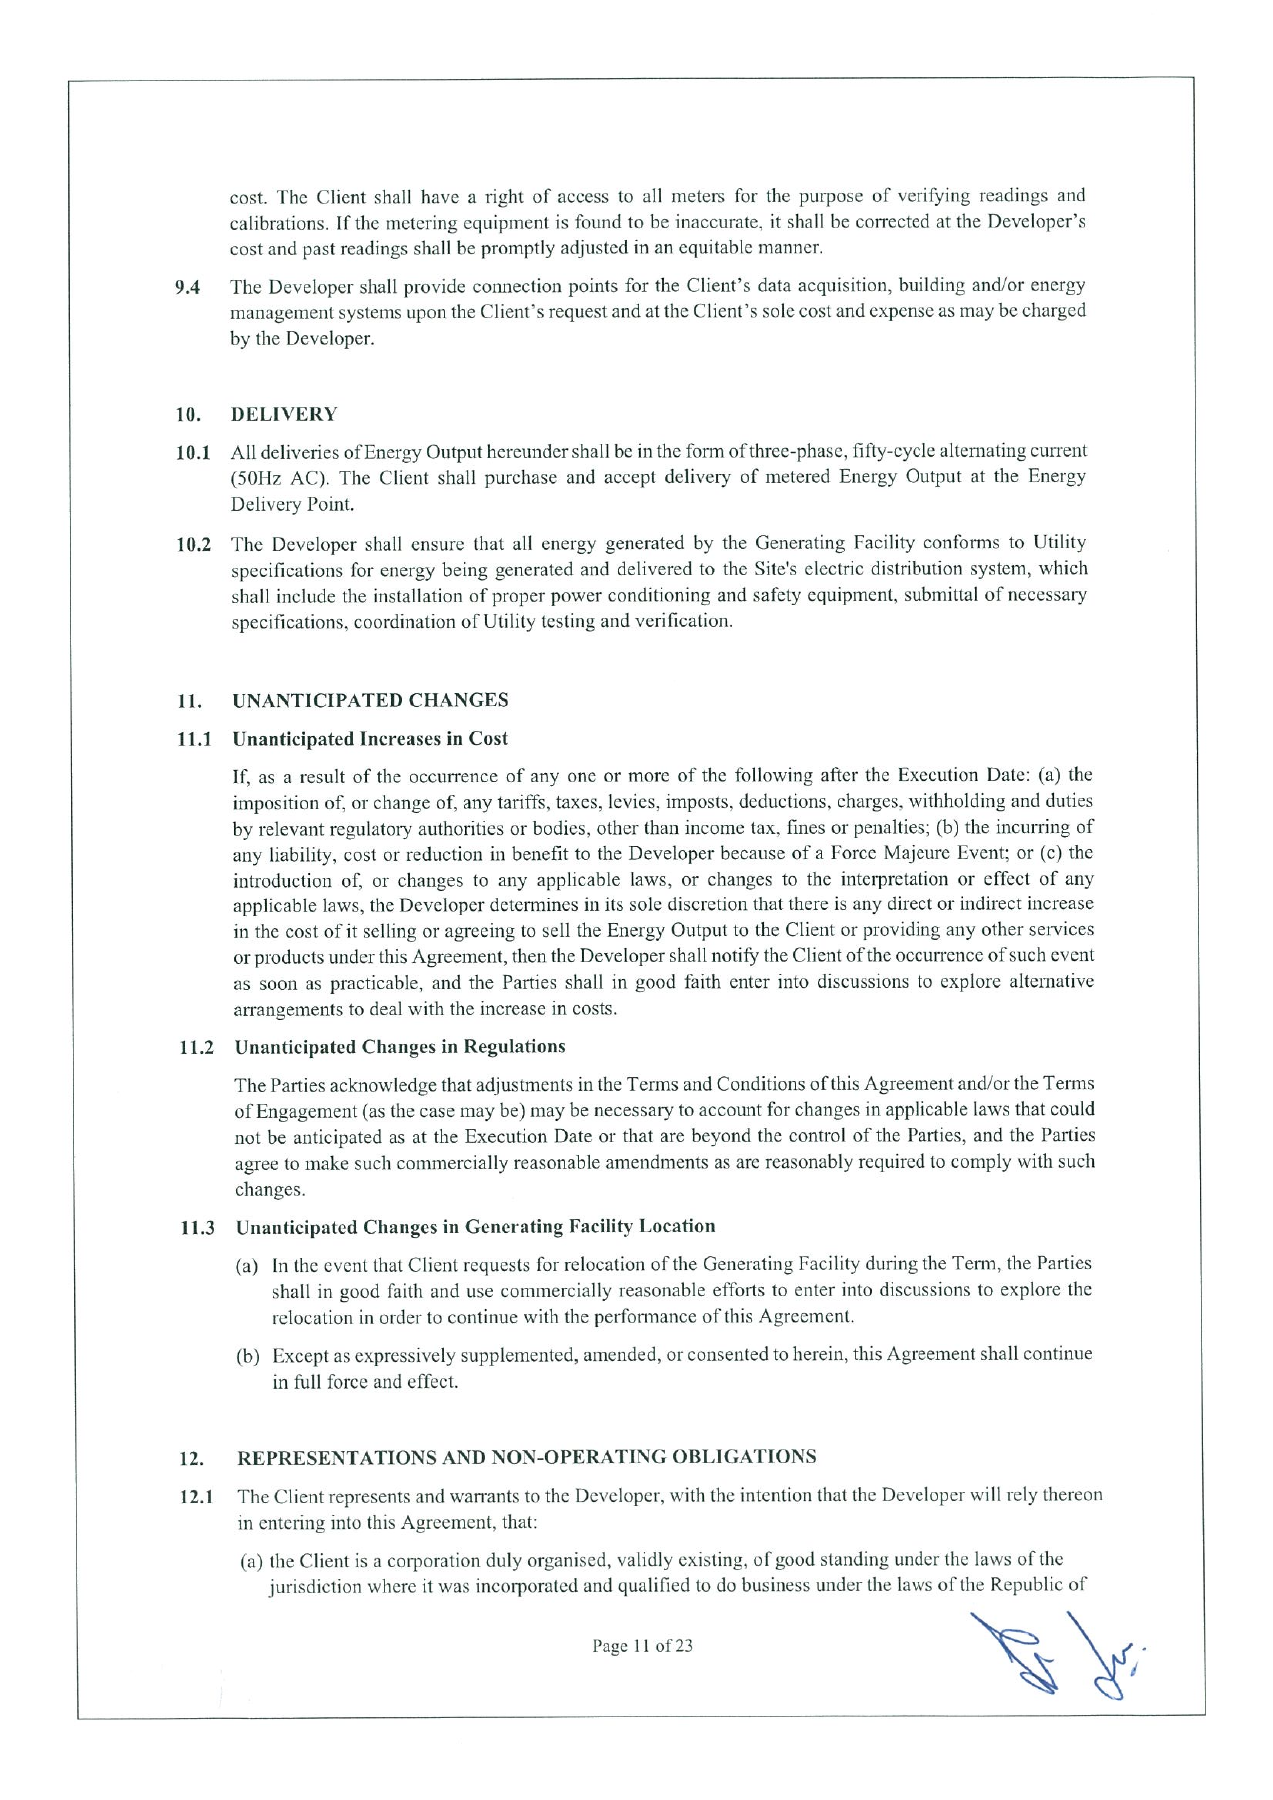 cost. The Client shall have a right of access to all meters for the purpose of verifying readings and
calibrations. If the metering equipment is found to be inaccurate, it shall be corrected at the Developer's
cost and past readings shall be promptly adjusted in an equitable manner.
9.4 The Developer shall provide connection points for the Client's data acquisition, building and/or energy
management systems upon the Client's request and at the Client's sole cost and expense as may be charged
by the Developer.
10. DELIVERY
10.1 All deliveries of Energy Output hereunder shall be in the form of three-phase, fifty-cycle alternating current
(50Hz AC). The Client shall purchase and accept delivery of metered Energy Output at the Energy
Delivery Point.
10.2 The Developer shall ensure that all energy generated by the Generating Facility conforms to Utility
specifications for energy being generated and delivered to the Site's electric distribution system, which
shall include the installation of proper power conditioning and safety equipment, submittal of necessary
specifications, coordination of Utility testing and verification.
11. UNANTICIPATED CHANGES
11.1 Unanticipated Increases in Cost
If, as a result of the occurrence of any one or more of the following after the Execution Date: (a) the
imposition of, or change of, any tariffs, taxes, levies, imposts, deductions, charges, withholding and duties
by relevant regulatory authorities or bodies, other than income tax, fines or penalties; (b) the incurring of
any liability, cost or reduction in benefit to the Developer because of a Force Majeure Event; or (c) the
introduction of, or changes to any applicable laws, or changes to the interpretation or effect of any
applicable laws, the Developer determines in its sole discretion that there is any direct or indirect increase
in the cost of it selling or agreeing to sell the Energy Output to the Client or providing any other services
or products under this Agreement, then the Developer shall notify the Client of the occurrence of such event
as soon as practicable, and the Parties shall in good faith enter into discussions to explore alternative
arrangements to deal with the increase in costs.
11.2 Unanticipated Changes in Regulations
The Parties acknowledge that adjustments in the Terms and Conditions of this Agreement and/or the Terms
of Engagement (as the case may be) may be necessary to account for changes in applicable laws that could
not be anticipated as at the Execution Date or that are beyond the control of the Parties, and the Parties
agree to make such commercially reasonable amendments as are reasonably required to comply with such
changes.
11.3 Unanticipated Changes in Generating Facility Location
(a) In the event that Client requests for relocation of the Generating Facility during the Term, the Parties
shall in good faith and use commercially reasonable efforts to enter into discussions to explore the
relocation in order to continue with the performance of this Agreement.
(b) Except as expressively supplemented, amended, or consented to herein, this Agreement shall continue
in full force and effect.
12. REPRESENTATIONS AND NON-OPERATING OBLIGATIONS
12.1 The Client represents and warrants to the Developer, with the intention that the Developer will rely thereon
in entering into this Agreement, that:
(a) the Client is a corporation duly organised, validly existing, of good standing under the laws of the
jurisdiction where it was incorporated and qualified to do business under the laws of the Republic of
Page 11 of 23